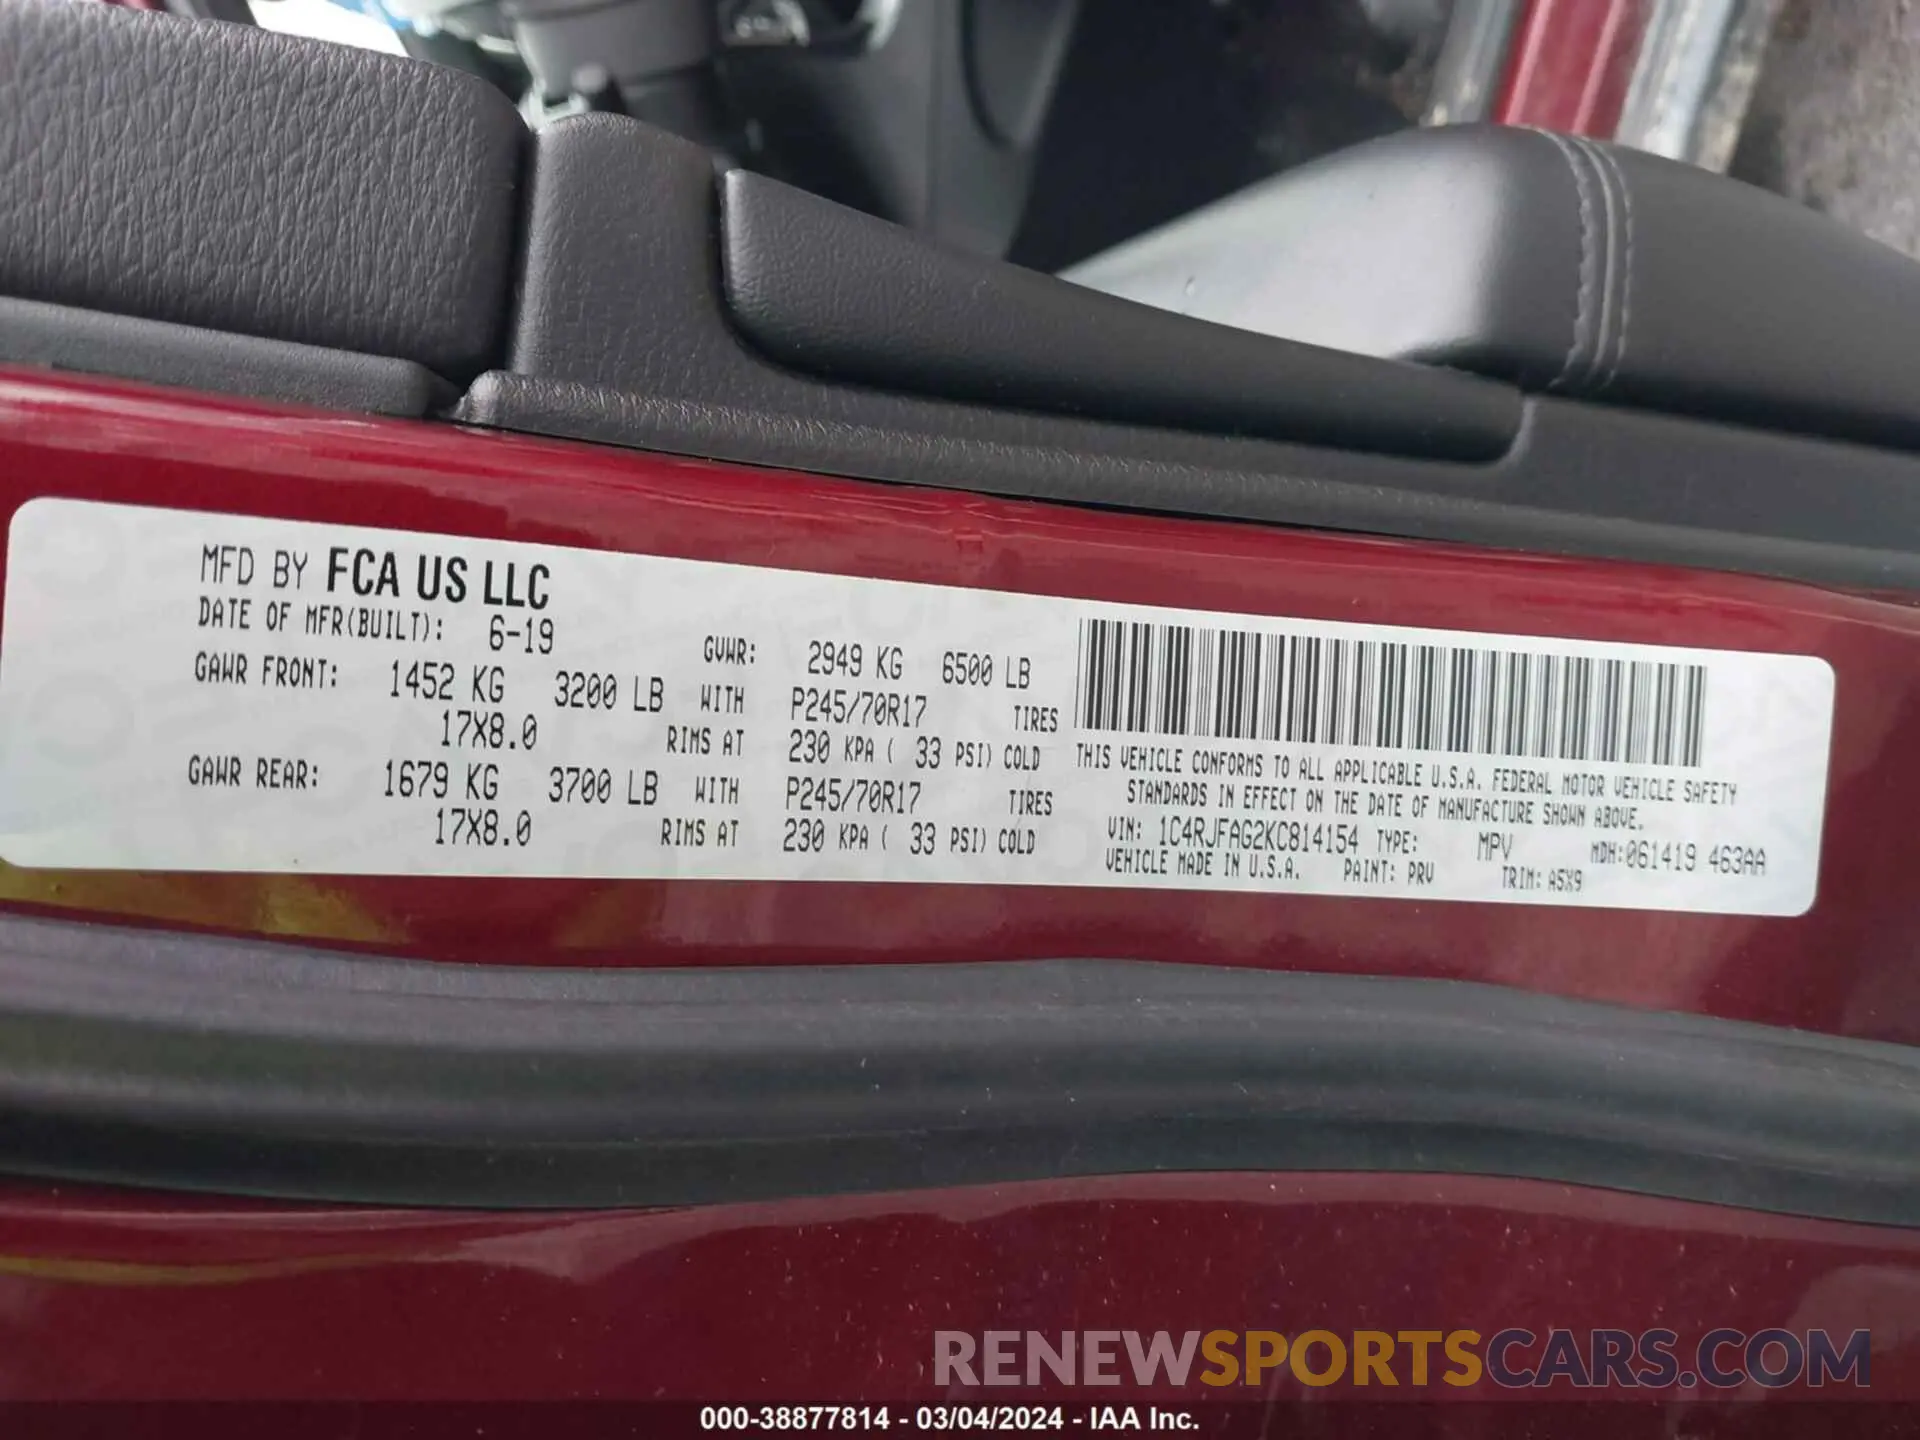 MFD BY FCA US LLC
DATE OF MFR(BUILT): 6-19 GVWR: 2949 KG 6500 LB
GAWR FRONT: 1452 KG 3200 LB WITH P245/70R17 TIRES
17X8.0 RIMS AT 230 KPA ( 33 PSI) COLD
GAWR REAR: 1679 KG 3700 LB WITH P245/70R17 TIRES
17X8.0 RIMS AT 230 KPA ( 33 PSI) COLD
THIS VEHICLE CONFORMS TO ALL APPLICABLE U.S.A. FEDERAL MOTOR VEHICLE SAFETY
STANDARDS IN EFFECT ON THE DATE OF MANUFACTURE SHOWN ABOVE.
VIN: 1C4RJFAG2KC814154 TYPE: MPV MDH:061419 463AA
VEHICLE MADE IN U.S.A. PAINT: PRV TRIM: A5X9
RENEWSPORTSCARS.COM
000-38877814 - 03/04/2024 - IAA Inc.